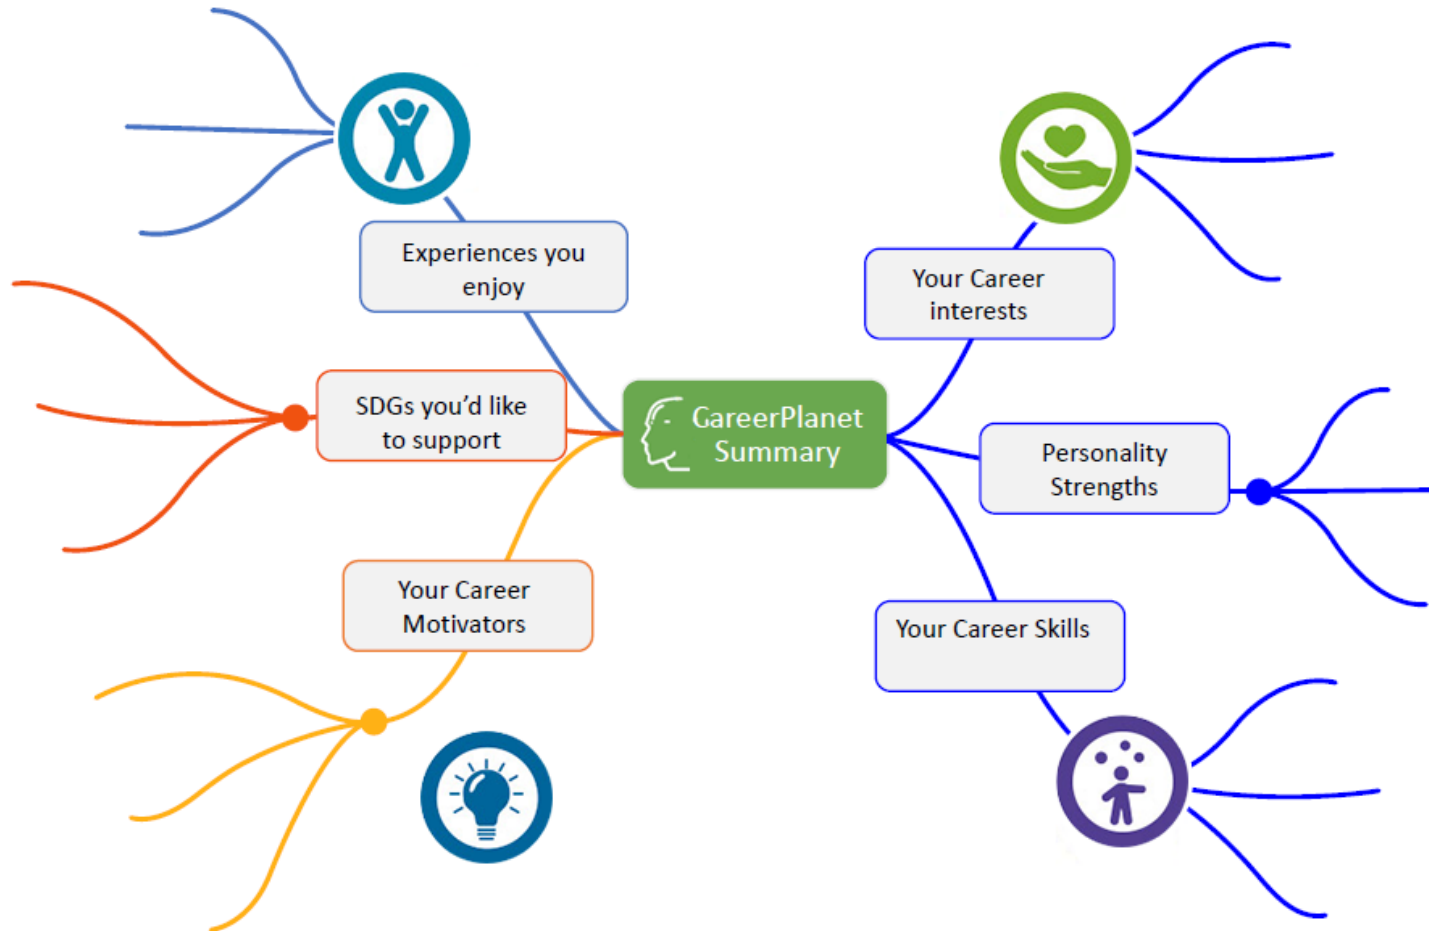 Experiences you
enjoy
SDGs you’d like
to support
Your Career
Motivators
GareerPlanet
Summary
Your Career
interests
Personality
Strengths
Your Career Skills